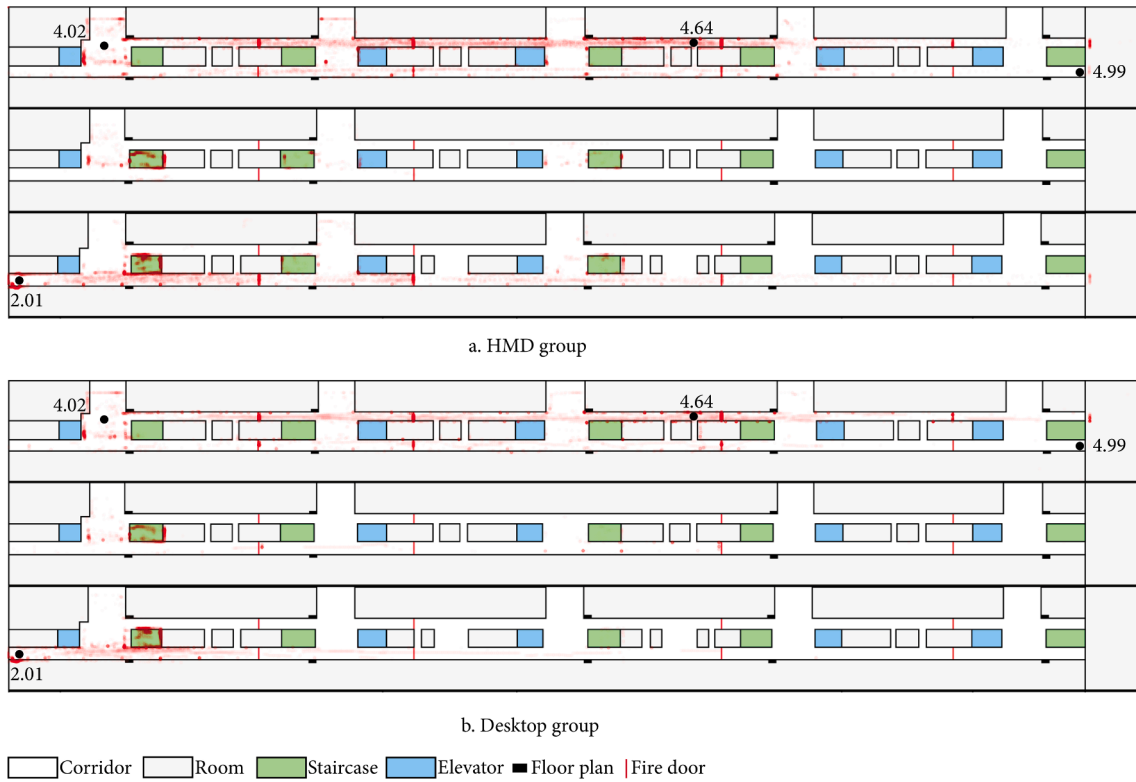 4.02
4.64
4.99
2.01
a. HMD group
4.02
4.64
4.99
2.01
b. Desktop group
Corridor Room Staircase Elevator Floor plan Fire door